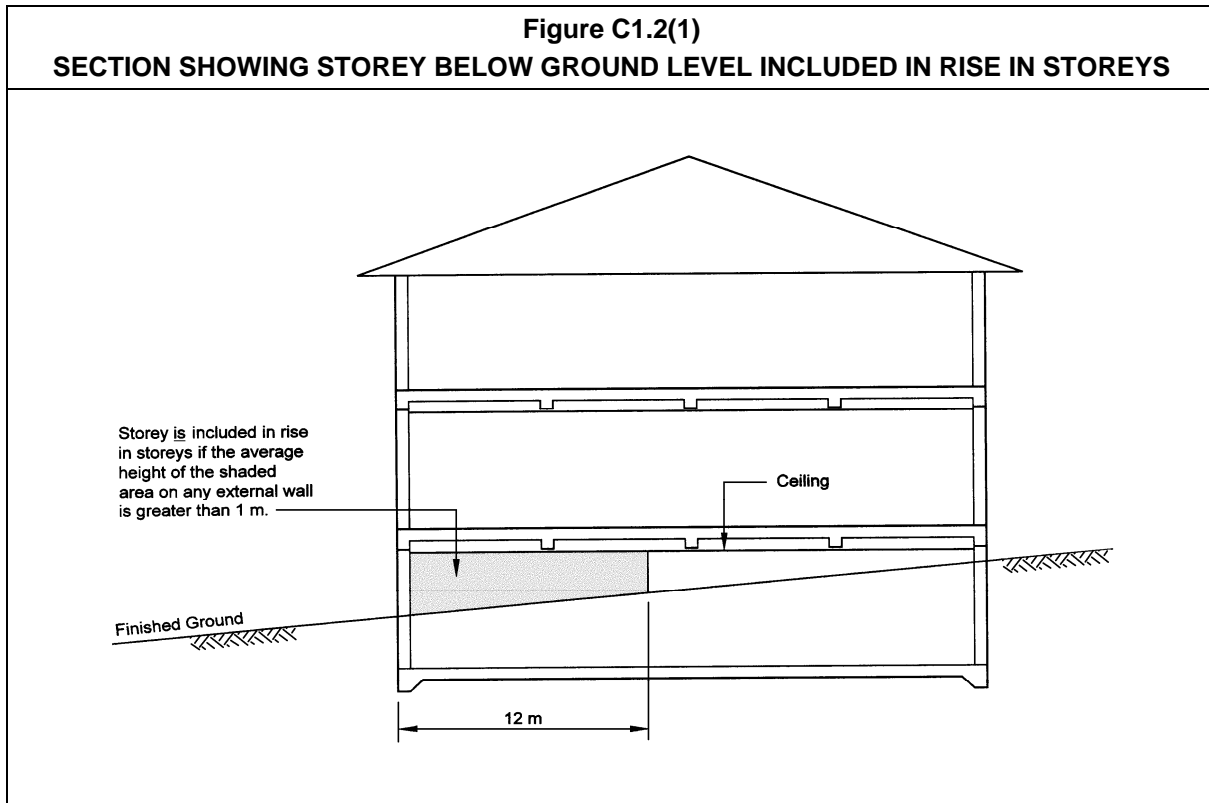 Figure C1.2(1)
SECTION SHOWING STOREY BELOW GROUND LEVEL INCLUDED IN RISE IN STOREYS
Storey is included in rise
in storeys if the average
height of the shaded
area on any external wall
is greater than 1 m.
Ceiling
Finished Ground
12 m